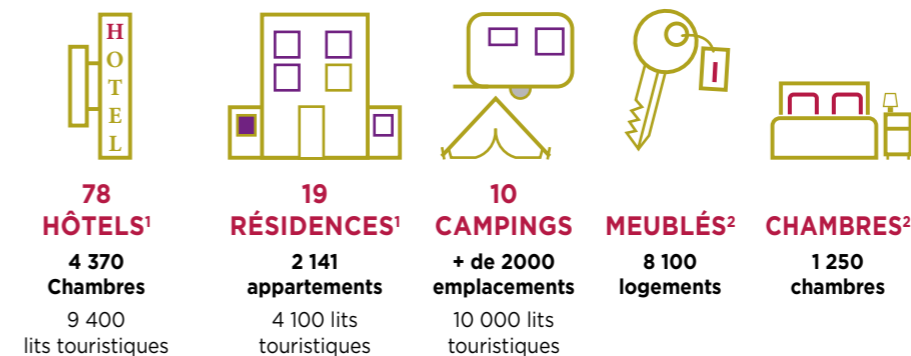 HOTEL
I
78
HÔTELS¹
4 370
Chambres
9 400
lits touristiques
19
RÉSIDENCES¹
2 141
appartements
4 100 lits
touristiques
10
CAMPINGS
+ de 2000
emplacements
10 000 lits
touristiques
MEUBLÉS²
8 100
logements
CHAMBRES²
1 250
chambres